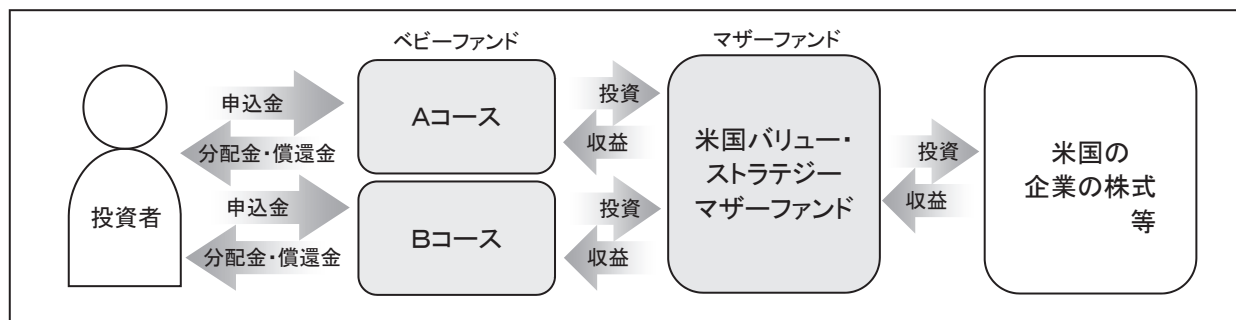 ベビーファンド
マザーファンド
申込金
分配金・償還金
申込金
分配金・償還金
投資者
Aコース
Bコース
投資
収益
投資
収益
米国バリュー・
ストラテジー
マザーファンド
投資
収益
米国の
企業の株式
等